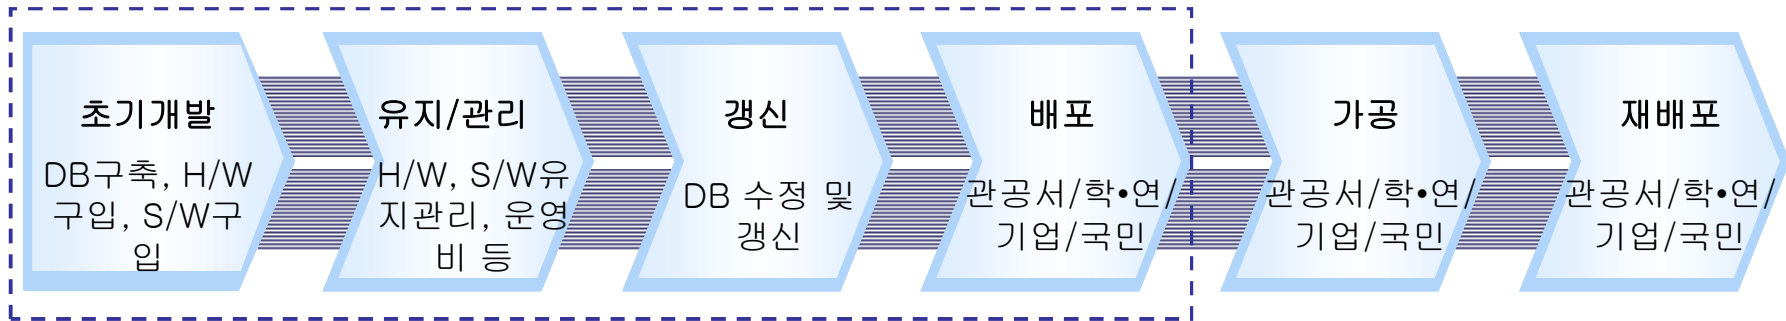 초기개발
DB구축, H/W
구입, S/W구
입
유지/관리
H/W, S/W유
지관리, 운영
비 등
갱신
DB 수정 및
갱신
배포
관공서/학•연/
기업/국민
가공
관공서/학•연/
기업/국민
재배포
관공서/학•연/
기업/국민